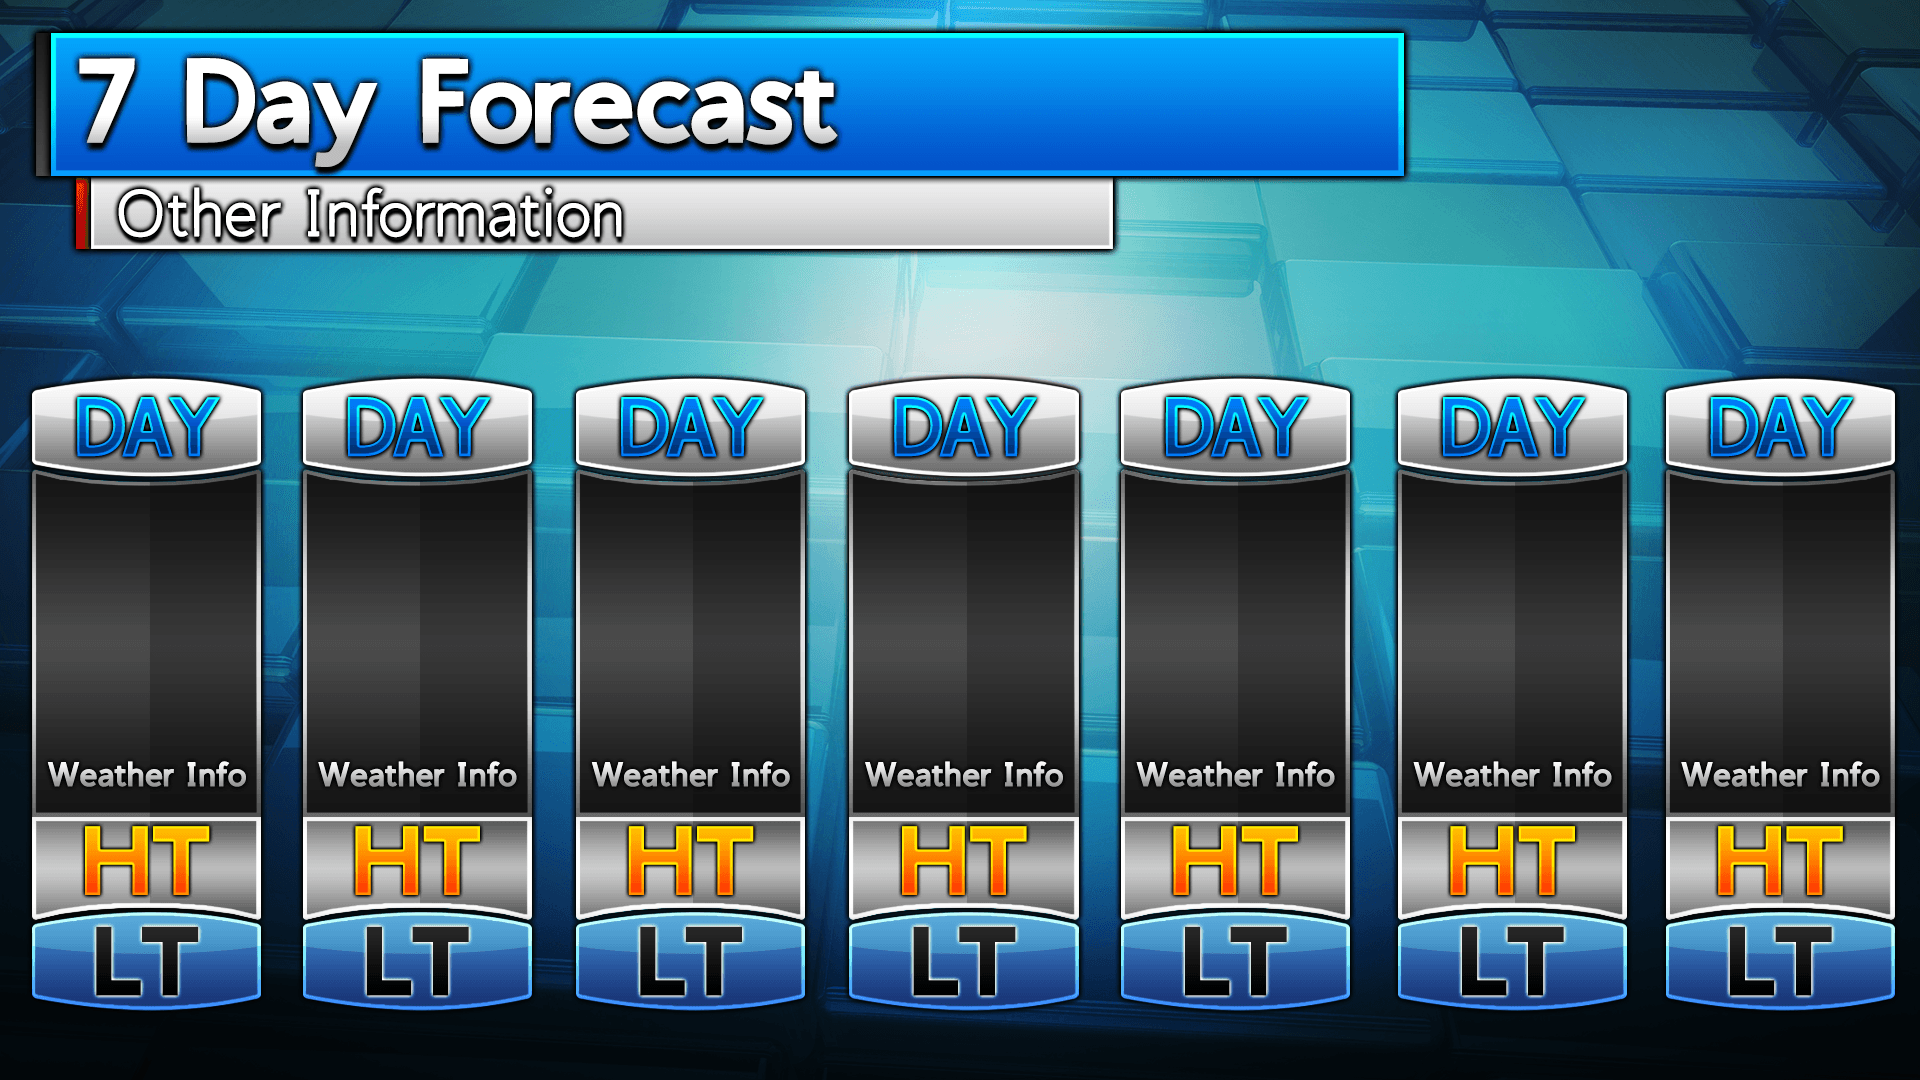 7 Day Forecast
Other Information
DAY DAY DAY DAY DAY DAY DAY
Weather Info Weather Info Weather Info Weather Info Weather Info Weather Info Weather Info
HT HT HT HT HT HT HT
LT LT LT LT LT LT LT